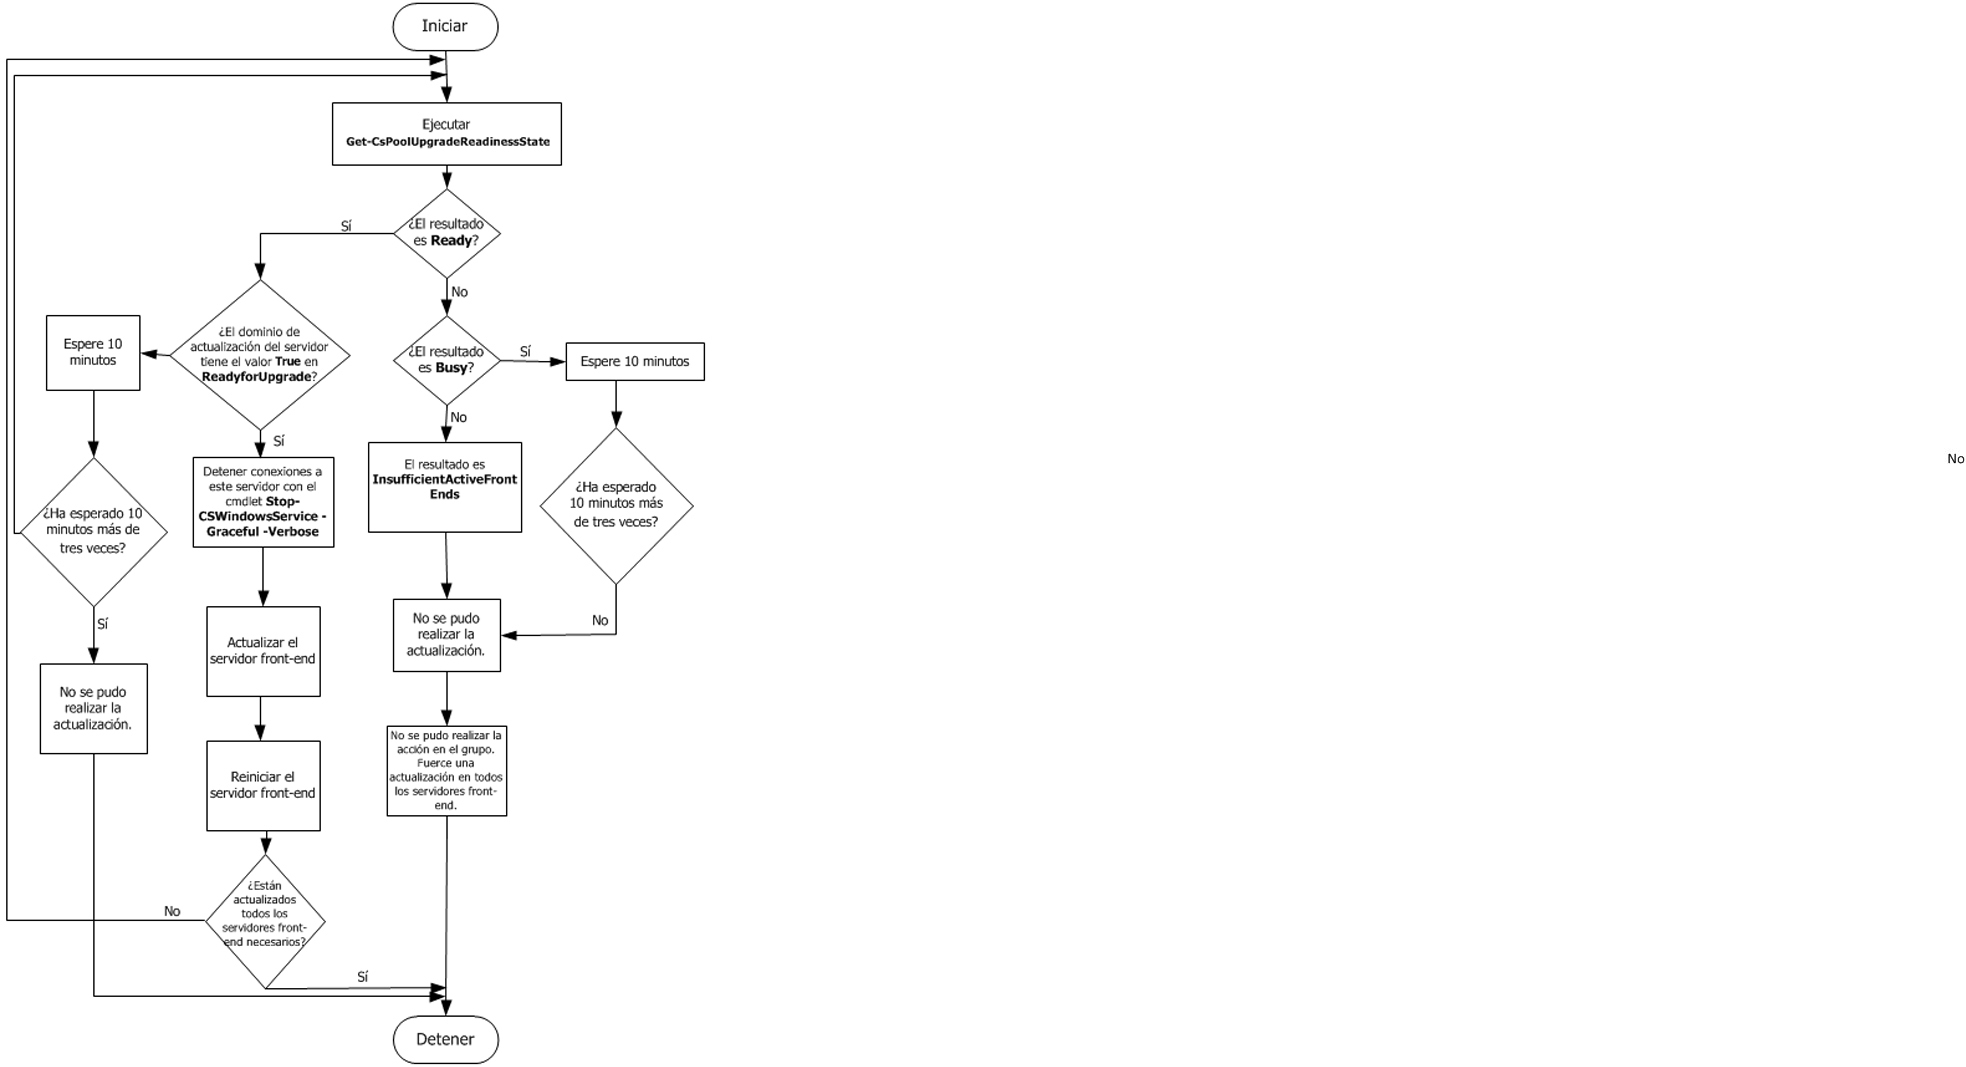 Iniciar
Ejecutar
Get-CsPoolUpgradeReadinessState
¿El resultado
es Ready?
Sí
No
¿El dominio de
actualización del servidor
tiene el valor True en
ReadyforUpgrade?
Espere 10
minutos
¿El resultado
es Busy?
Sí
Espere 10 minutos
No
Sí
Detener conexiones a
este servidor con el
cmdlet Stop-
CSWindowsService -
Graceful -Verbose
El resultado es
InsufficientActiveFront
Ends
¿Ha esperado
10 minutos más
de tres veces?
No
¿Ha esperado 10
minutos más de
tres veces?
Sí
Actualizar el
servidor front-end
No se pudo
realizar la
actualización.
No
No se pudo
realizar la
actualización.
Reiniciar el
servidor front-end
No se pudo realizar la
acción en el grupo.
Fuerce una
actualización en todos
los servidores front-
end.
¿Están
actualizados
todos los
servidores front-
end necesarios?
No
Sí
Detener